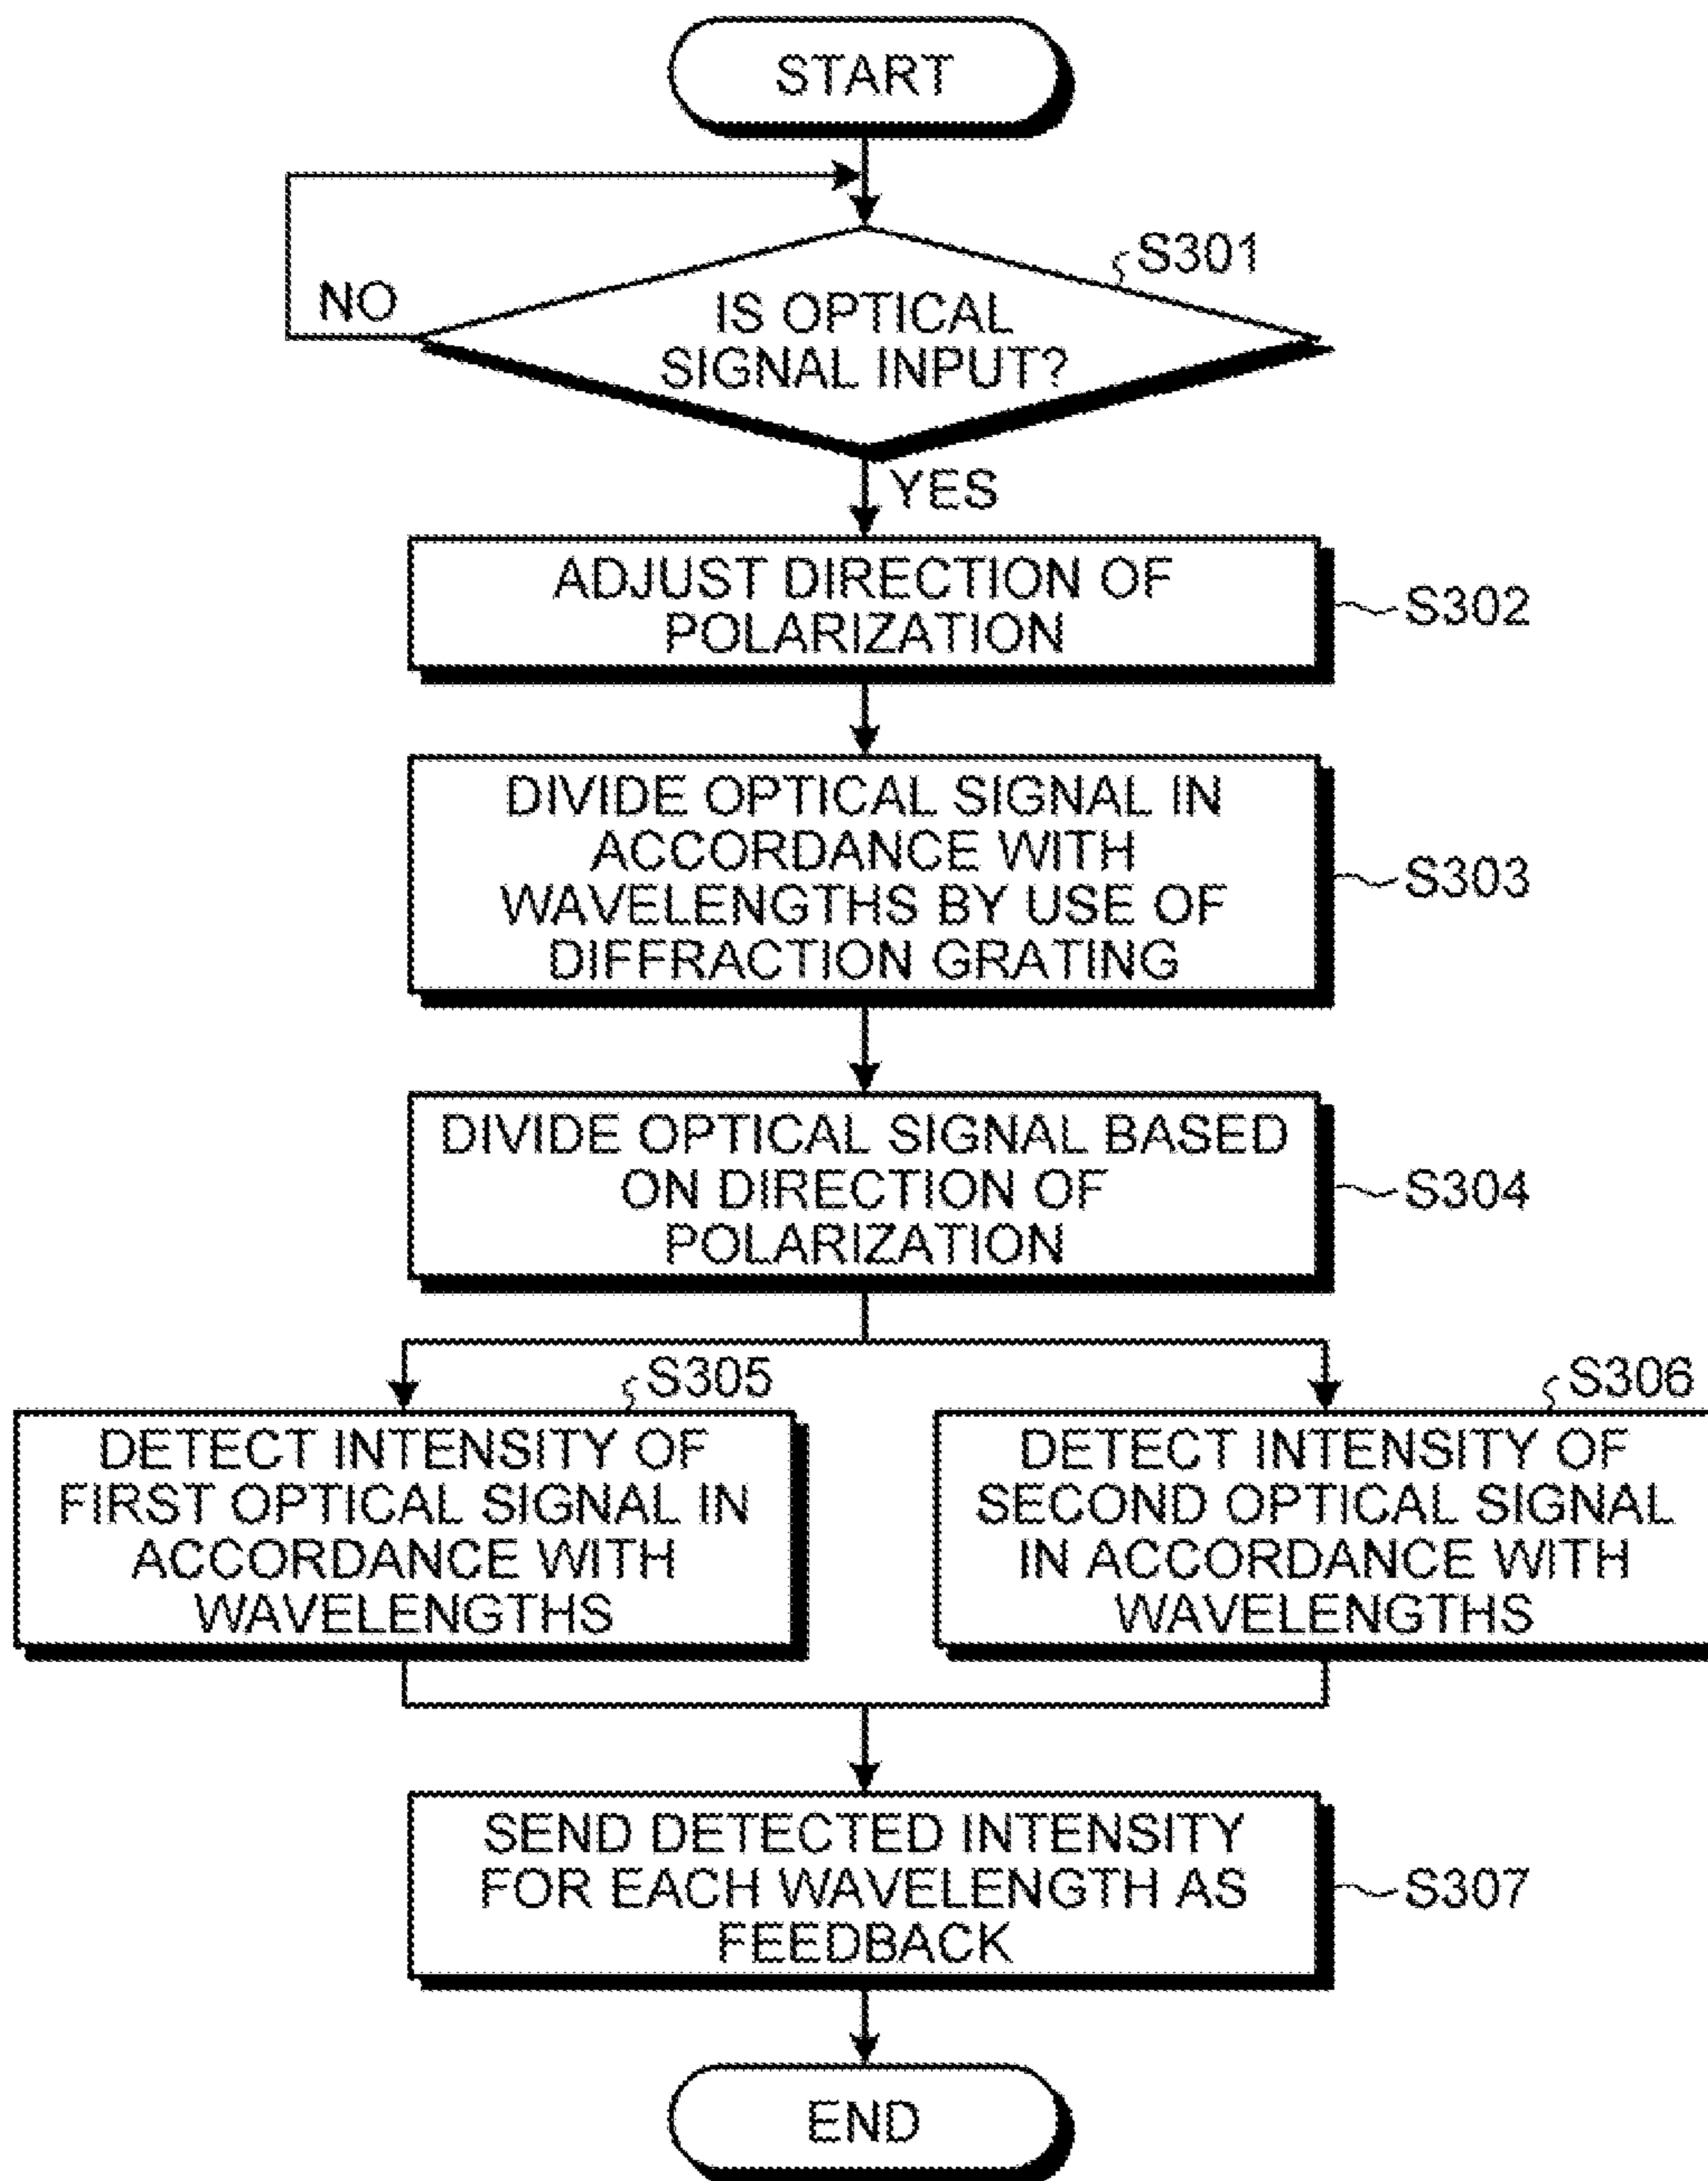 START
S301
NO
IS OPTICAL
SIGNAL INPUT?
YES
ADJUST DIRECTION OF
POLARIZATION
S302
DIVIDE OPTICAL SIGNAL IN
ACCORDANCE WITH
WAVELENGTHS BY USE OF
DIFFRACTION GRATING
S303
DIVIDE OPTICAL SIGNAL BASED
ON DIRECTION OF
POLARIZATION
S304
S305
DETECT INTENSITY OF
FIRST OPTICAL SIGNAL IN
ACCORDANCE WITH
WAVELENGTHS
S306
DETECT INTENSITY OF
SECOND OPTICAL SIGNAL
IN ACCORDANCE WITH
WAVELENGTHS
SEND DETECTED INTENSITY
FOR EACH WAVELENGTH AS
FEEDBACK
S307
END